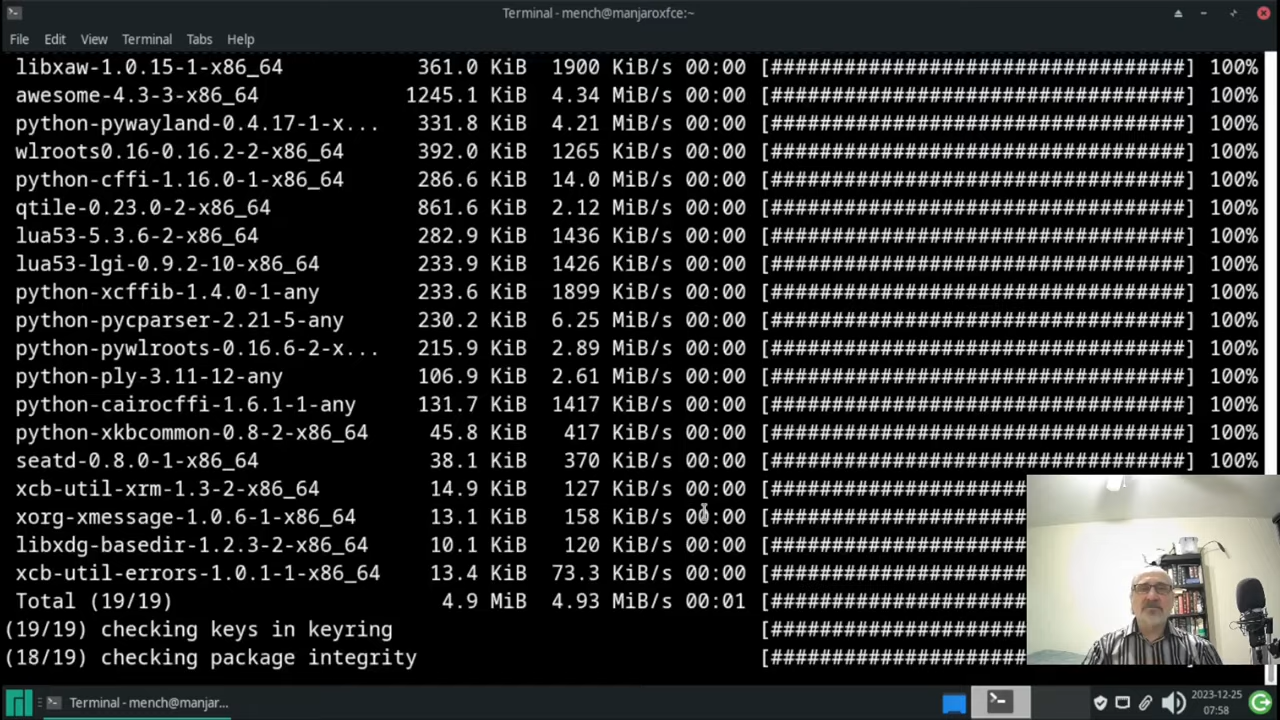 Terminal - mench@manjaroxfce:~
File Edit View Terminal Tabs Help
libxaw-1.0.15-1-x86_64 361.0 KiB 1900 KiB/s 00:00 [##################################] 100%
awesome-4.3-3-x86_64 1245.1 KiB 4.34 MiB/s 00:00 [##################################] 100%
python-pywayland-0.4.17-1-x... 331.8 KiB 4.21 MiB/s 00:00 [##################################] 100%
wlroots0.16-0.16.2-2-x86_64 392.0 KiB 1265 KiB/s 00:00 [##################################] 100%
python-cffi-1.16.0-1-x86_64 286.6 KiB 14.0 MiB/s 00:00 [##################################] 100%
qtile-0.23.0-2-x86_64 861.6 KiB 2.12 MiB/s 00:00 [##################################] 100%
lua53-5.3.6-2-x86_64 282.9 KiB 1436 KiB/s 00:00 [##################################] 100%
lua53-lgi-0.9.2-10-x86_64 233.9 KiB 1426 KiB/s 00:00 [##################################] 100%
python-xcffib-1.4.0-1-any 233.6 KiB 1899 KiB/s 00:00 [##################################] 100%
python-pycparser-2.21-5-any 230.2 KiB 6.25 MiB/s 00:00 [##################################] 100%
python-pywlroots-0.16.6-2-x... 215.9 KiB 2.89 MiB/s 00:00 [##################################] 100%
python-ply-3.11-12-any 106.9 KiB 2.61 MiB/s 00:00 [##################################] 100%
python-cairocffi-1.6.1-1-any 131.7 KiB 1417 KiB/s 00:00 [##################################] 100%
python-xkbcommon-0.8-2-x86_64 45.8 KiB 417 KiB/s 00:00 [##################################] 100%
seatd-0.8.0-1-x86_64 38.1 KiB 370 KiB/s 00:00 [##################################] 100%
xcb-util-xrm-1.3-2-x86_64 14.9 KiB 127 KiB/s 00:00 [#####################
xorg-xmessage-1.0.6-1-x86_64 13.1 KiB 158 KiB/s 00:00 [#####################
libxdg-basedir-1.2.3-2-x86_64 10.1 KiB 120 KiB/s 00:00 [#####################
xcb-util-errors-1.0.1-1-x86_64 13.4 KiB 73.3 KiB/s 00:00 [#####################
Total (19/19) 4.9 MiB 4.93 MiB/s 00:01 [#####################
(19/19) checking keys in keyring [#####################
(18/19) checking package integrity [#####################
Terminal - mench@manjar...
2023-12-25
07:58